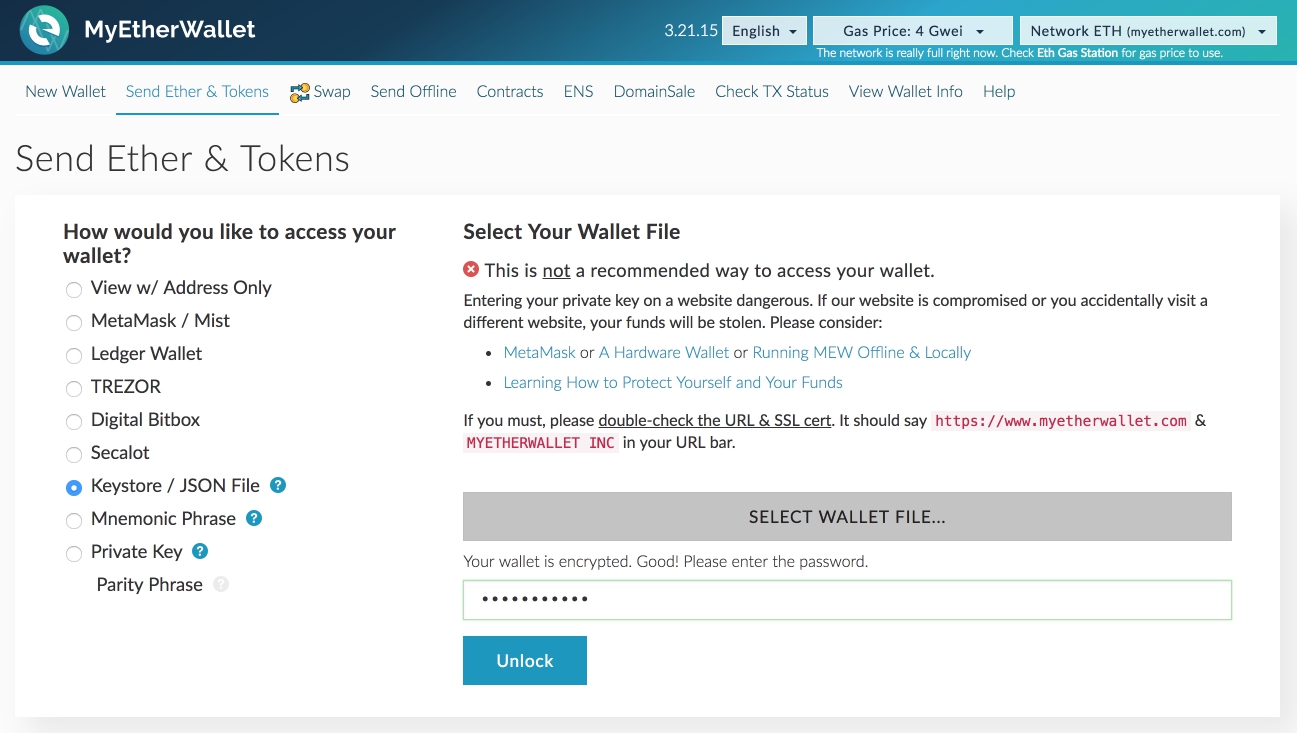 MyEtherWallet
3.21.15 English Gas Price: 4 Gwei Network ETH (myetherwallet.com)
The network is really full right now. Check Eth Gas Station for gas price to use.
New Wallet Send Ether & Tokens Swap Send Offline Contracts ENS DomainSale Check TX Status View Wallet Info Help
Send Ether & Tokens
How would you like to access your
wallet?
View w/ Address Only
MetaMask / Mist
Ledger Wallet
TREZOR
Digital Bitbox
Secalot
Keystore / JSON File ?
Mnemonic Phrase ?
Private Key ?
Parity Phrase ?
Select Your Wallet File
This is not a recommended way to access your wallet.
Entering your private key on a website dangerous. If our website is compromised or you accidentally visit a
different website, your funds will be stolen. Please consider:
• MetaMask or A Hardware Wallet or Running MEW Offline & Locally
• Learning How to Protect Yourself and Your Funds
If you must, please double-check the URL & SSL cert. It should say https://www.myetherwallet.com &
MYETHERWALLET INC in your URL bar.
SELECT WALLET FILE...
Your wallet is encrypted. Good! Please enter the password.
•••••••••••
Unlock